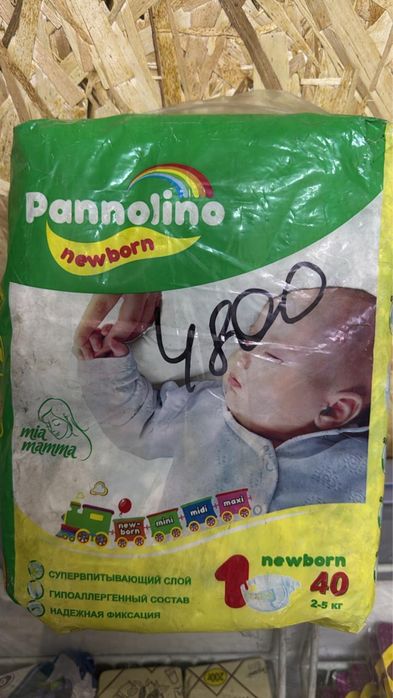 Pannolino
newborn
4800
mia
mamma
new-
born
mini
midi
maxi
1
newborn
40
2-5 КГ
СУПЕРВПИТЫВАЮЩИЙ СЛОЙ
ГИПОАЛЛЕРГЕННЫЙ СОСТАВ
НАДЕЖНАЯ ФИКСАЦИЯ